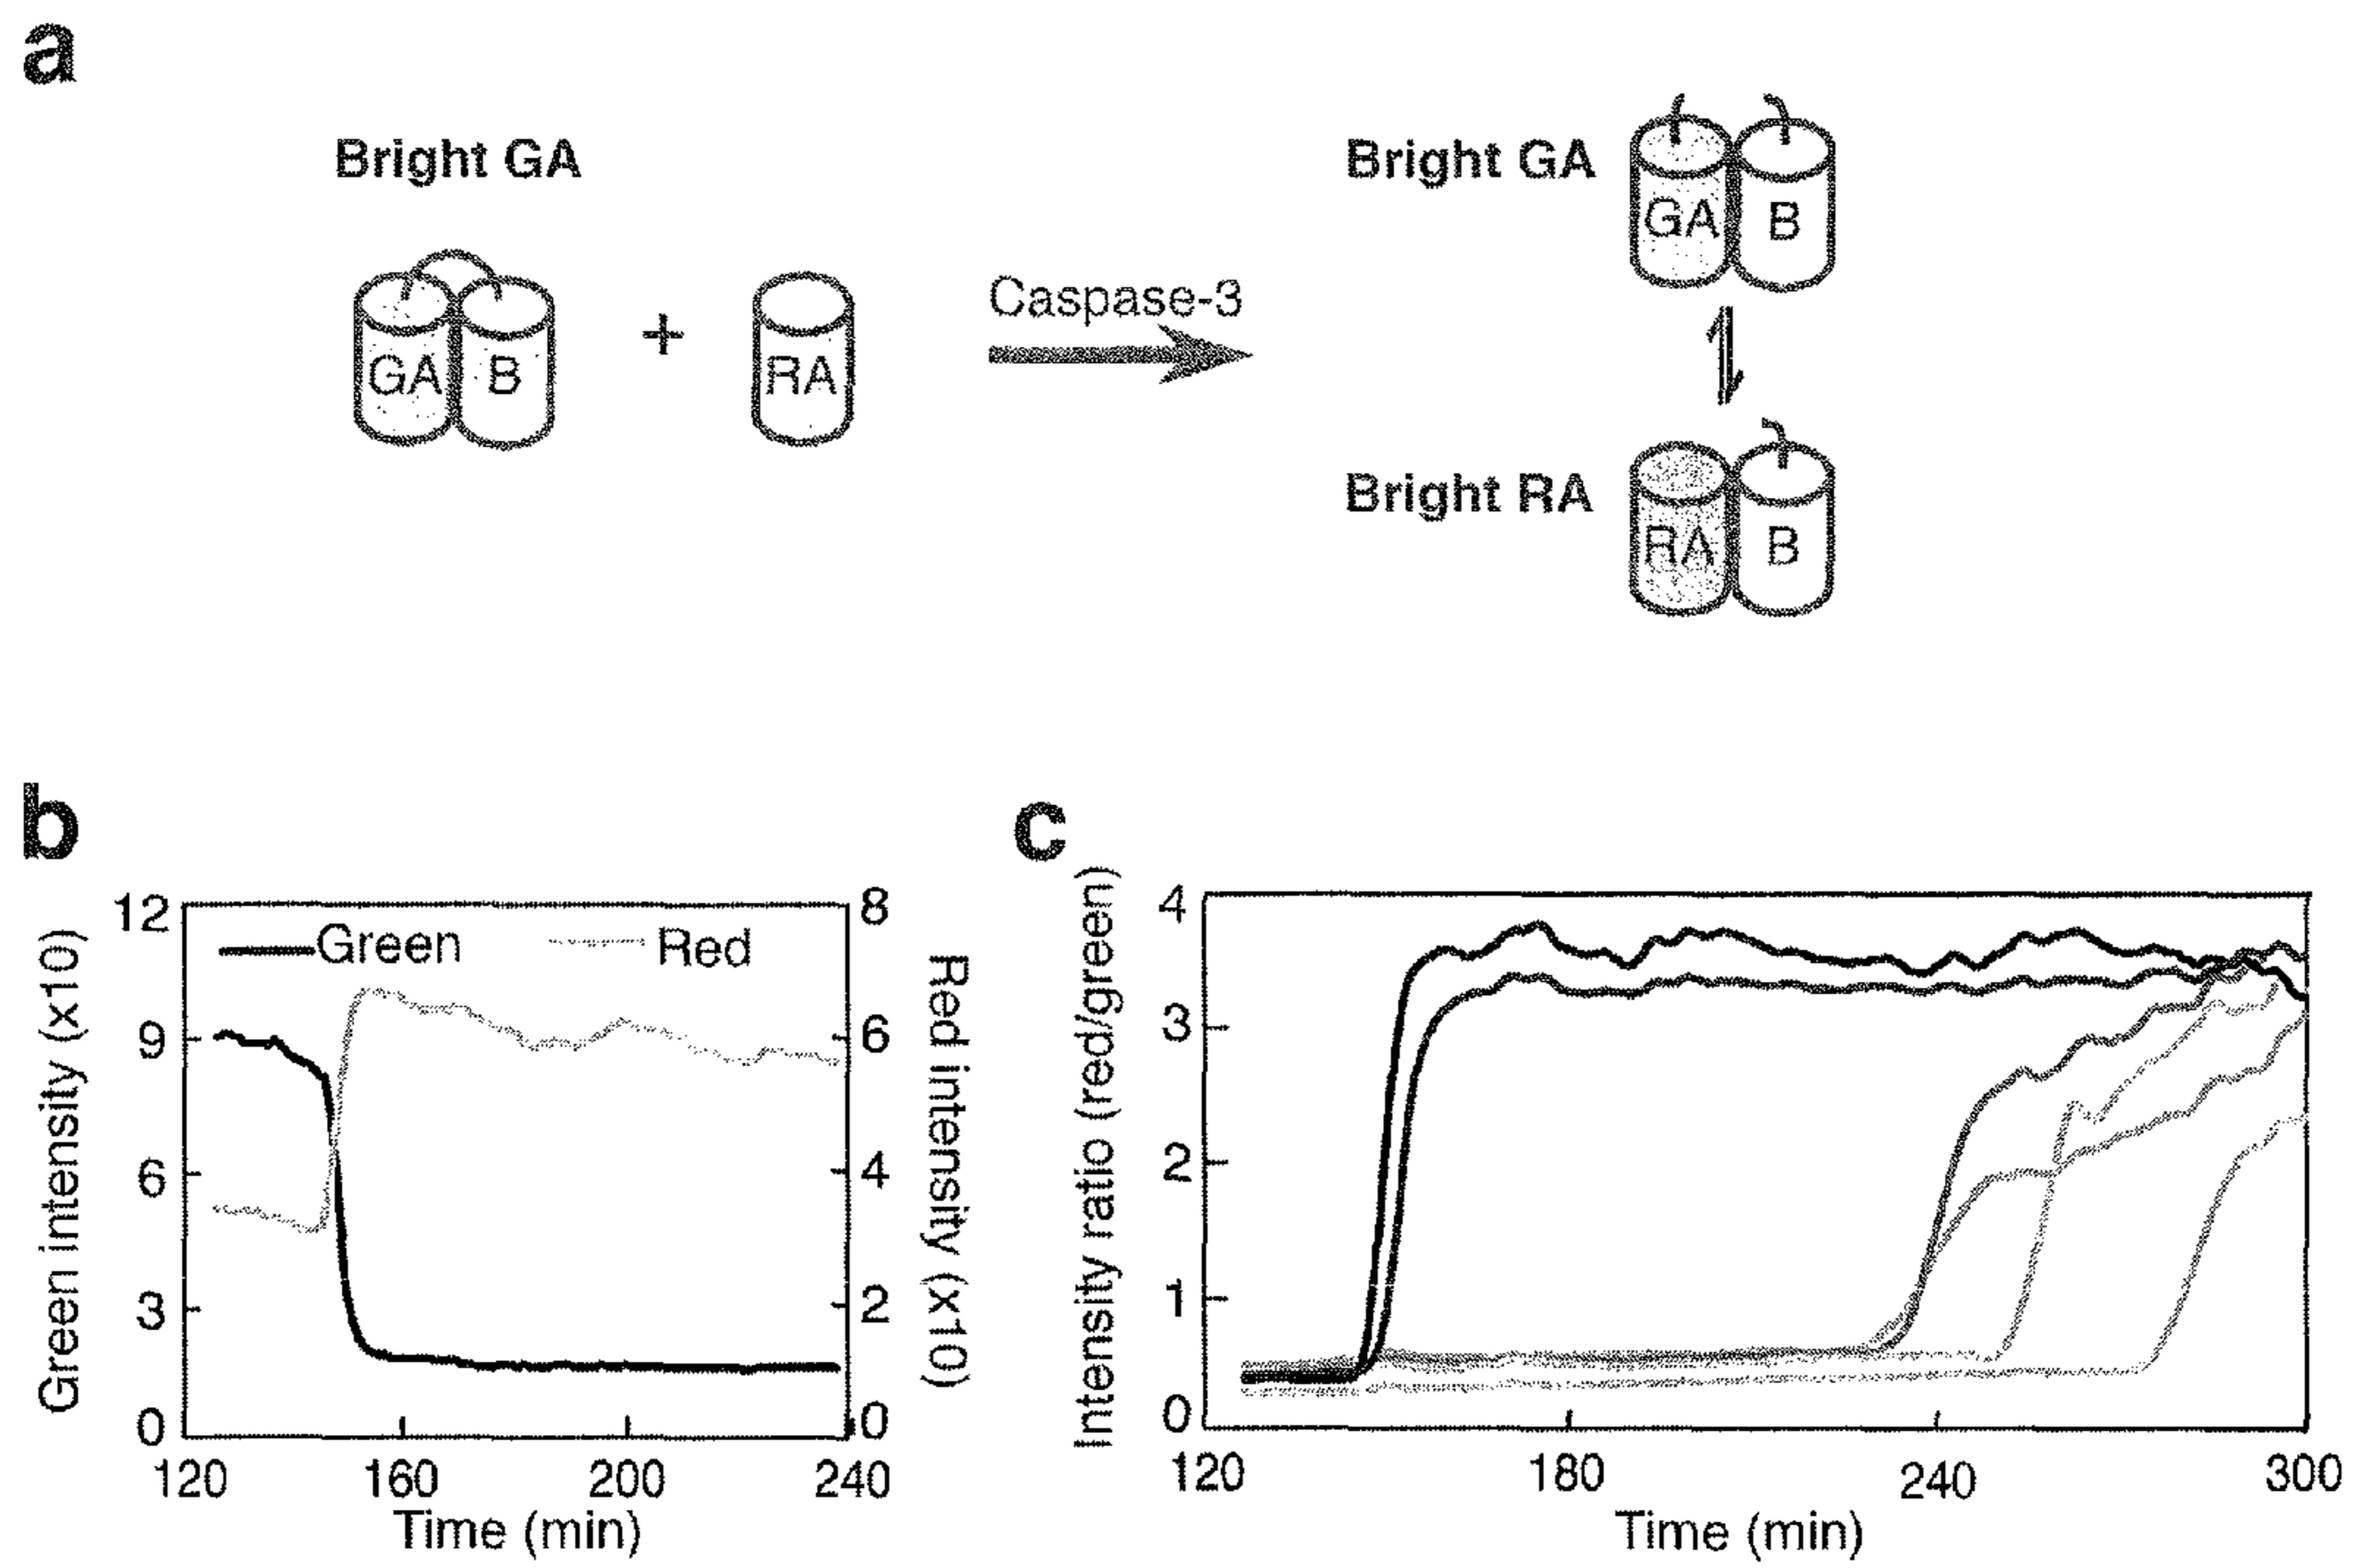 a
Bright GA
GA B
+
RA
Caspase-3
Bright GA
GA B
Bright RA
RA B
b
Green intensity (x10)
12
9
6
3
0
Green
Red
8
6
4
2
0
Red intensity (x10)
120 160 200 240
Time (min)
c
Intensity ratio (red/green)
4
3
2
1
0
120 180 240 300
Time (min)